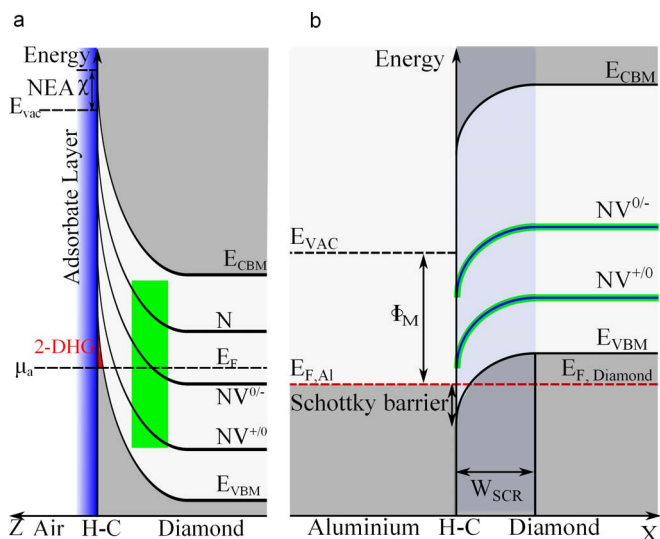 a
Energy
NEA χ
E_vac
Adsorbate Layer
E_CBM
N
2-DHG
E_F
μ_a
NV^0/-
NV^+/0
E_VBM
Z Air H-C Diamond
b
Energy
E_CBM
NV^0/-
E_VAC
NV^+/0
Φ_M
E_VBM
E_F,Al
E_F, Diamond
Schottky barrier
W_SCR
Aluminium H-C Diamond X